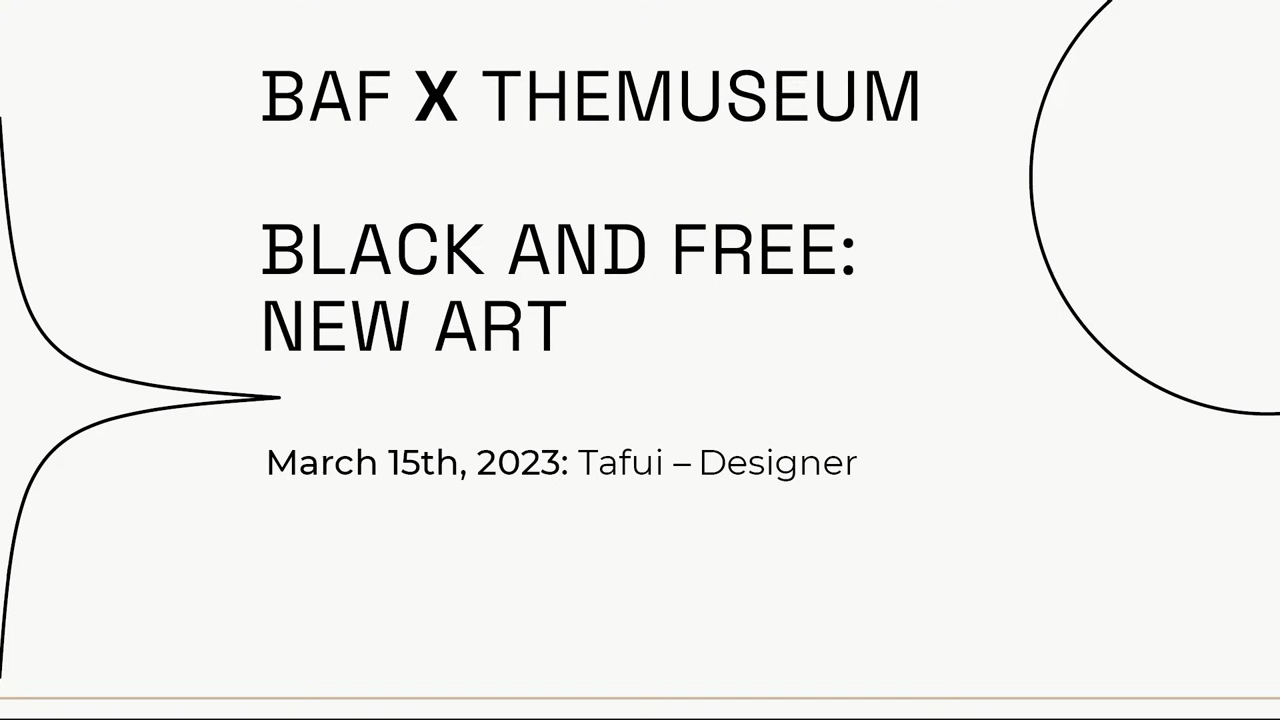 BAF X THEMUSEUM
BLACK AND FREE:
NEW ART
March 15th, 2023: Tafui – Designer